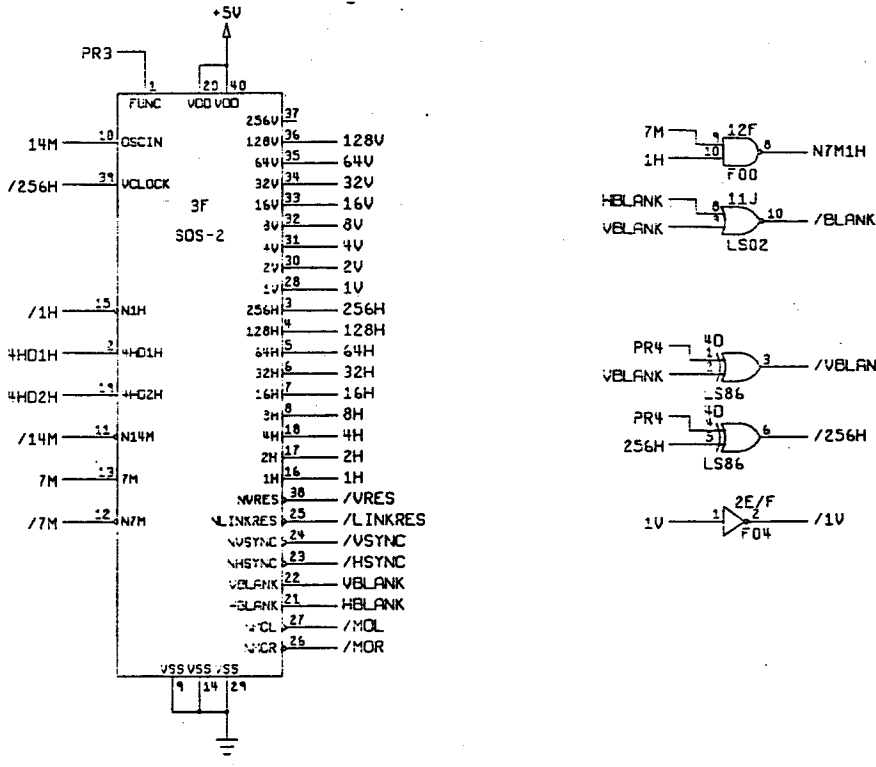 +5V
PR3
1 20 40
FUNC VDD VDD
256V 37
14M 10 OSCIN 128V 36 128V
64V 35 64V
/256H 39 VCLOCK 32V 34 32V
3F 16V 33 16V
SOS-2 8V 32 8V
4V 31 4V
2V 30 2V
1V 28 1V
/1H 15 N1H 256H 3 256H
128H 4 128H
4HD1H 2 4HD1H 64H 5 64H
32H 6 32H
4HD2H 19 4HD2H 16H 7 16H
8H 8 8H
/14M 11 N14M 4H 18 4H
2H 17 2H
7M 13 7M 1H 16 1H
NVRES 38 /VRES
/7M 12 N7M NLINKRES 25 /LINKRES
NVSYNC 24 /VSYNC
NHSYNC 23 /HSYNC
VBLANK 22 VBLANK
HBLANK 21 HBLANK
27 /MOL
26 /MOR
VSS VSS VSS
9 14 29
12F
7M 9 8 N7M1H
1H 10
F00
11J
HBLANK 8 10 /BLANK
VBLANK 9
LS02
4D
PR4 1 3 /VBLAN
VBLANK 2
LS86
4D
PR4 4 6 /256H
256H 5
LS86
2E/F
1V 1 2 /1V
F04